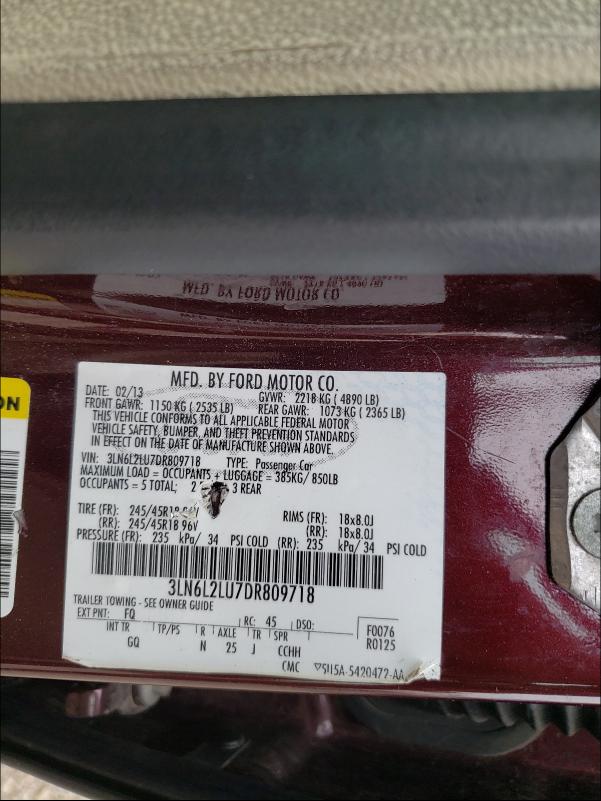 ON
MFD. BY FORD MOTOR CO.
MFD. BY FORD MOTOR CO.
DATE: 02/13 GVWR: 2218 KG ( 4890 LB)
FRONT GAWR: 1150 KG ( 2535 LB) REAR GAWR: 1073 KG ( 2365 LB)
THIS VEHICLE CONFORMS TO ALL APPLICABLE FEDERAL MOTOR
VEHICLE SAFETY, BUMPER, AND THEFT PREVENTION STANDARDS
IN EFFECT ON THE DATE OF MANUFACTURE SHOWN ABOVE.
VIN: 3LN6L2LU7DR809718 TYPE: Passenger Car
MAXIMUM LOAD = OCCUPANTS + LUGGAGE = 385KG/ 850LB
OCCUPANTS = 5 TOTAL; 2 3 REAR
TIRE (FR): 245/45R18 96V RIMS (FR): 18x8.0J
(RR): 245/45R18 96V (RR): 18x8.0J
PRESSURE (FR): 235 kPa/ 34 PSI COLD (RR): 235 kPa/ 34 PSI COLD
3LN6L2LU7DR809718
TRAILER TOWING - SEE OWNER GUIDE
EXT PNT: FQ RC: 45 DSO: F0076
INT TR TP/PS R AXLE TR SPR R0125
GQ N 25 J CCHH
CMC 5U5A-5420472-AA